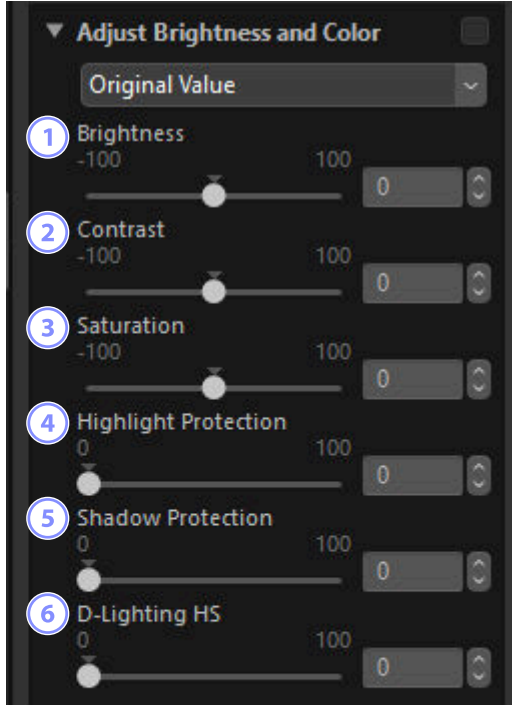 Adjust Brightness and Color
Original Value
1 Brightness
-100 100
0
2 Contrast
-100 100
0
3 Saturation
-100 100
0
4 Highlight Protection
0 100
0
5 Shadow Protection
0 100
0
6 D-Lighting HS
0 100
0